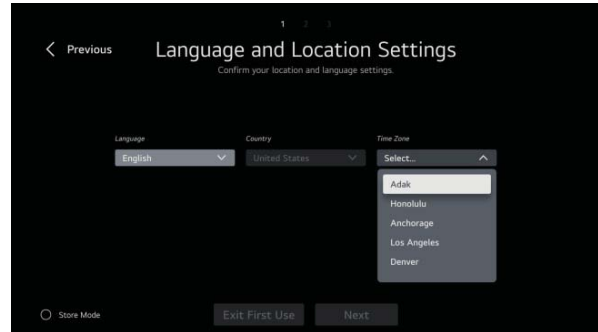 1 2 3
Previous
Language and Location Settings
Confirm your location and language settings.
Language Country Time Zone
English United States Select...
Adak
Honolulu
Anchorage
Los Angeles
Denver
Store Mode Exit First Use Next